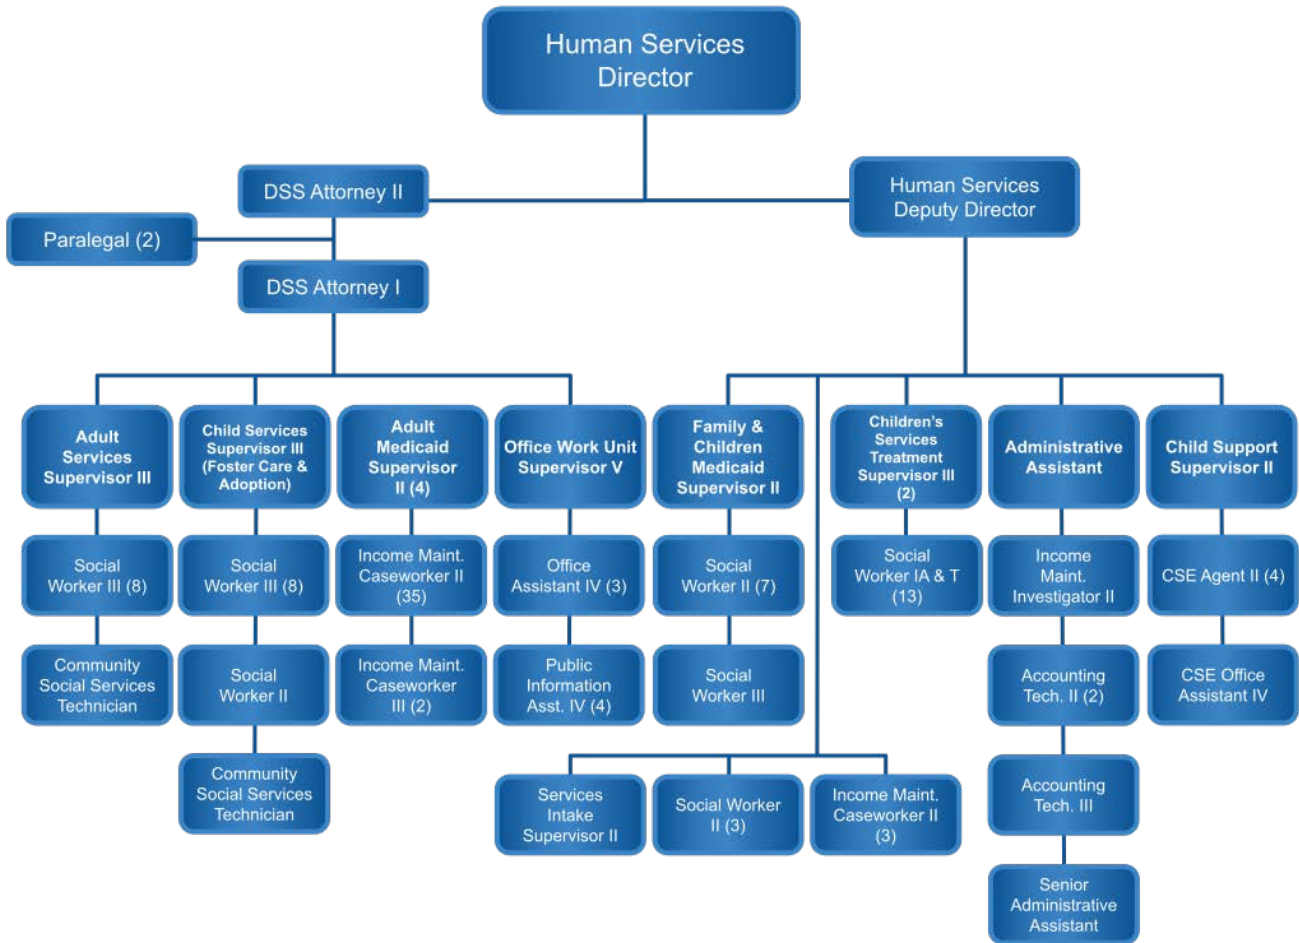 Human Services
Director
DSS Attorney II
Human Services
Deputy Director
Paralegal (2)
DSS Attorney I
Adult
Services
Supervisor III
Child Services
Supervisor III
(Foster Care &
Adoption)
Adult
Medicaid
Supervisor
II (4)
Office Work Unit
Supervisor V
Family &
Children
Medicaid
Supervisor II
Children's
Services
Treatment
Supervisor III
(2)
Administrative
Assistant
Child Support
Supervisor II
Social
Worker III (8)
Social
Worker III (8)
Income Maint.
Caseworker II
(35)
Office
Assistant IV (3)
Social
Worker II (7)
Social
Worker IA & T
(13)
Income
Maint.
Investigator II
CSE Agent II (4)
Community
Social Services
Technician
Social
Worker II
Income Maint.
Caseworker
III (2)
Public
Information
Asst. IV (4)
Social
Worker III
Accounting
Tech. II (2)
CSE Office
Assistant IV
Community
Social Services
Technician
Services
Intake
Supervisor II
Social Worker
II (3)
Income Maint.
Caseworker II
(3)
Accounting
Tech. III
Senior
Administrative
Assistant